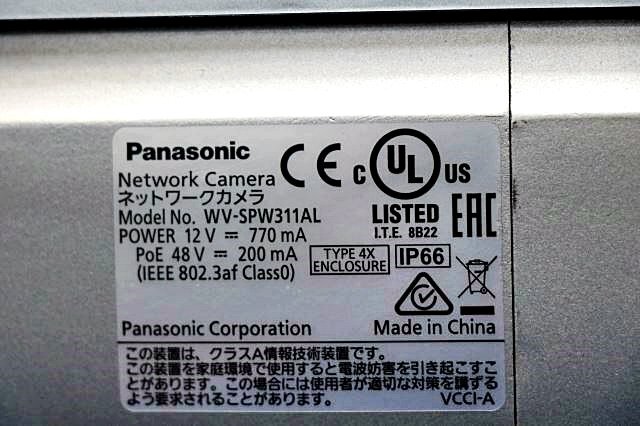 Panasonic
CE
c UL US
LISTED
I.T.E. 8B22
EAC
Network Camera
ネットワークカメラ
Model No. WV-SPW311AL
POWER 12 V ⎓ 770 mA
PoE 48 V ⎓ 200 mA
(IEEE 802.3af Class0)
TYPE 4X
ENCLOSURE
IP66
Panasonic Corporation
Made in China
この装置は、クラスA情報技術装置です。
この装置を家庭環境で使用すると電波妨害を引き起こすこ
とがあります。この場合には使用者が適切な対策を講ずる
よう要求されることがあります。
VCCI-A